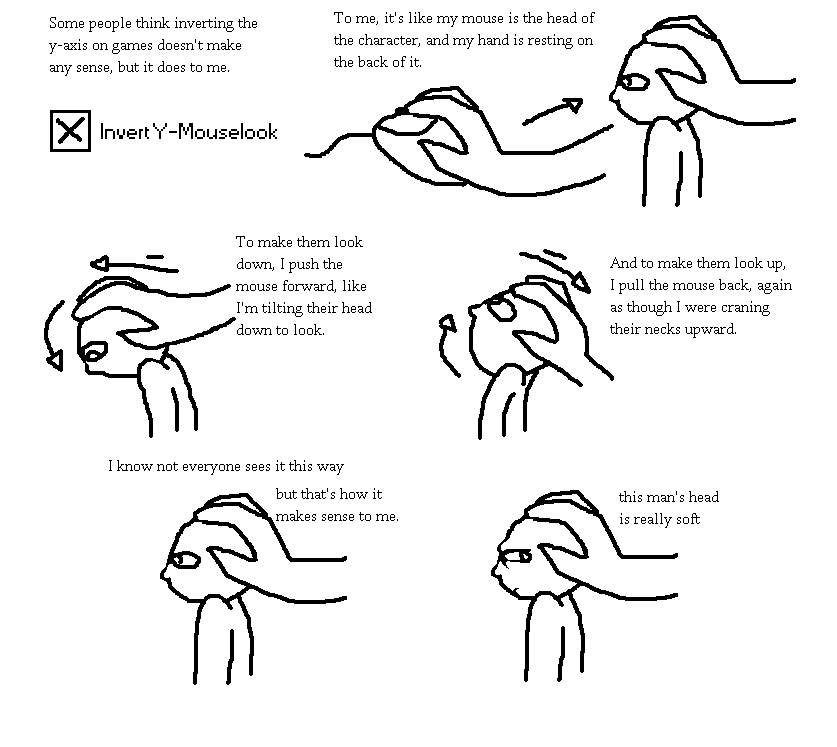 Some people think inverting the
y-axis on games doesn't make
any sense, but it does to me.
Invert Y-Mouselook
To me, it's like my mouse is the head of
the character, and my hand is resting on
the back of it.
To make them look
down, I push the
mouse forward, like
I'm tilting their head
down to look.
And to make them look up,
I pull the mouse back, again
as though I were craning
their necks upward.
I know not everyone sees it this way
but that's how it
makes sense to me.
this man's head
is really soft